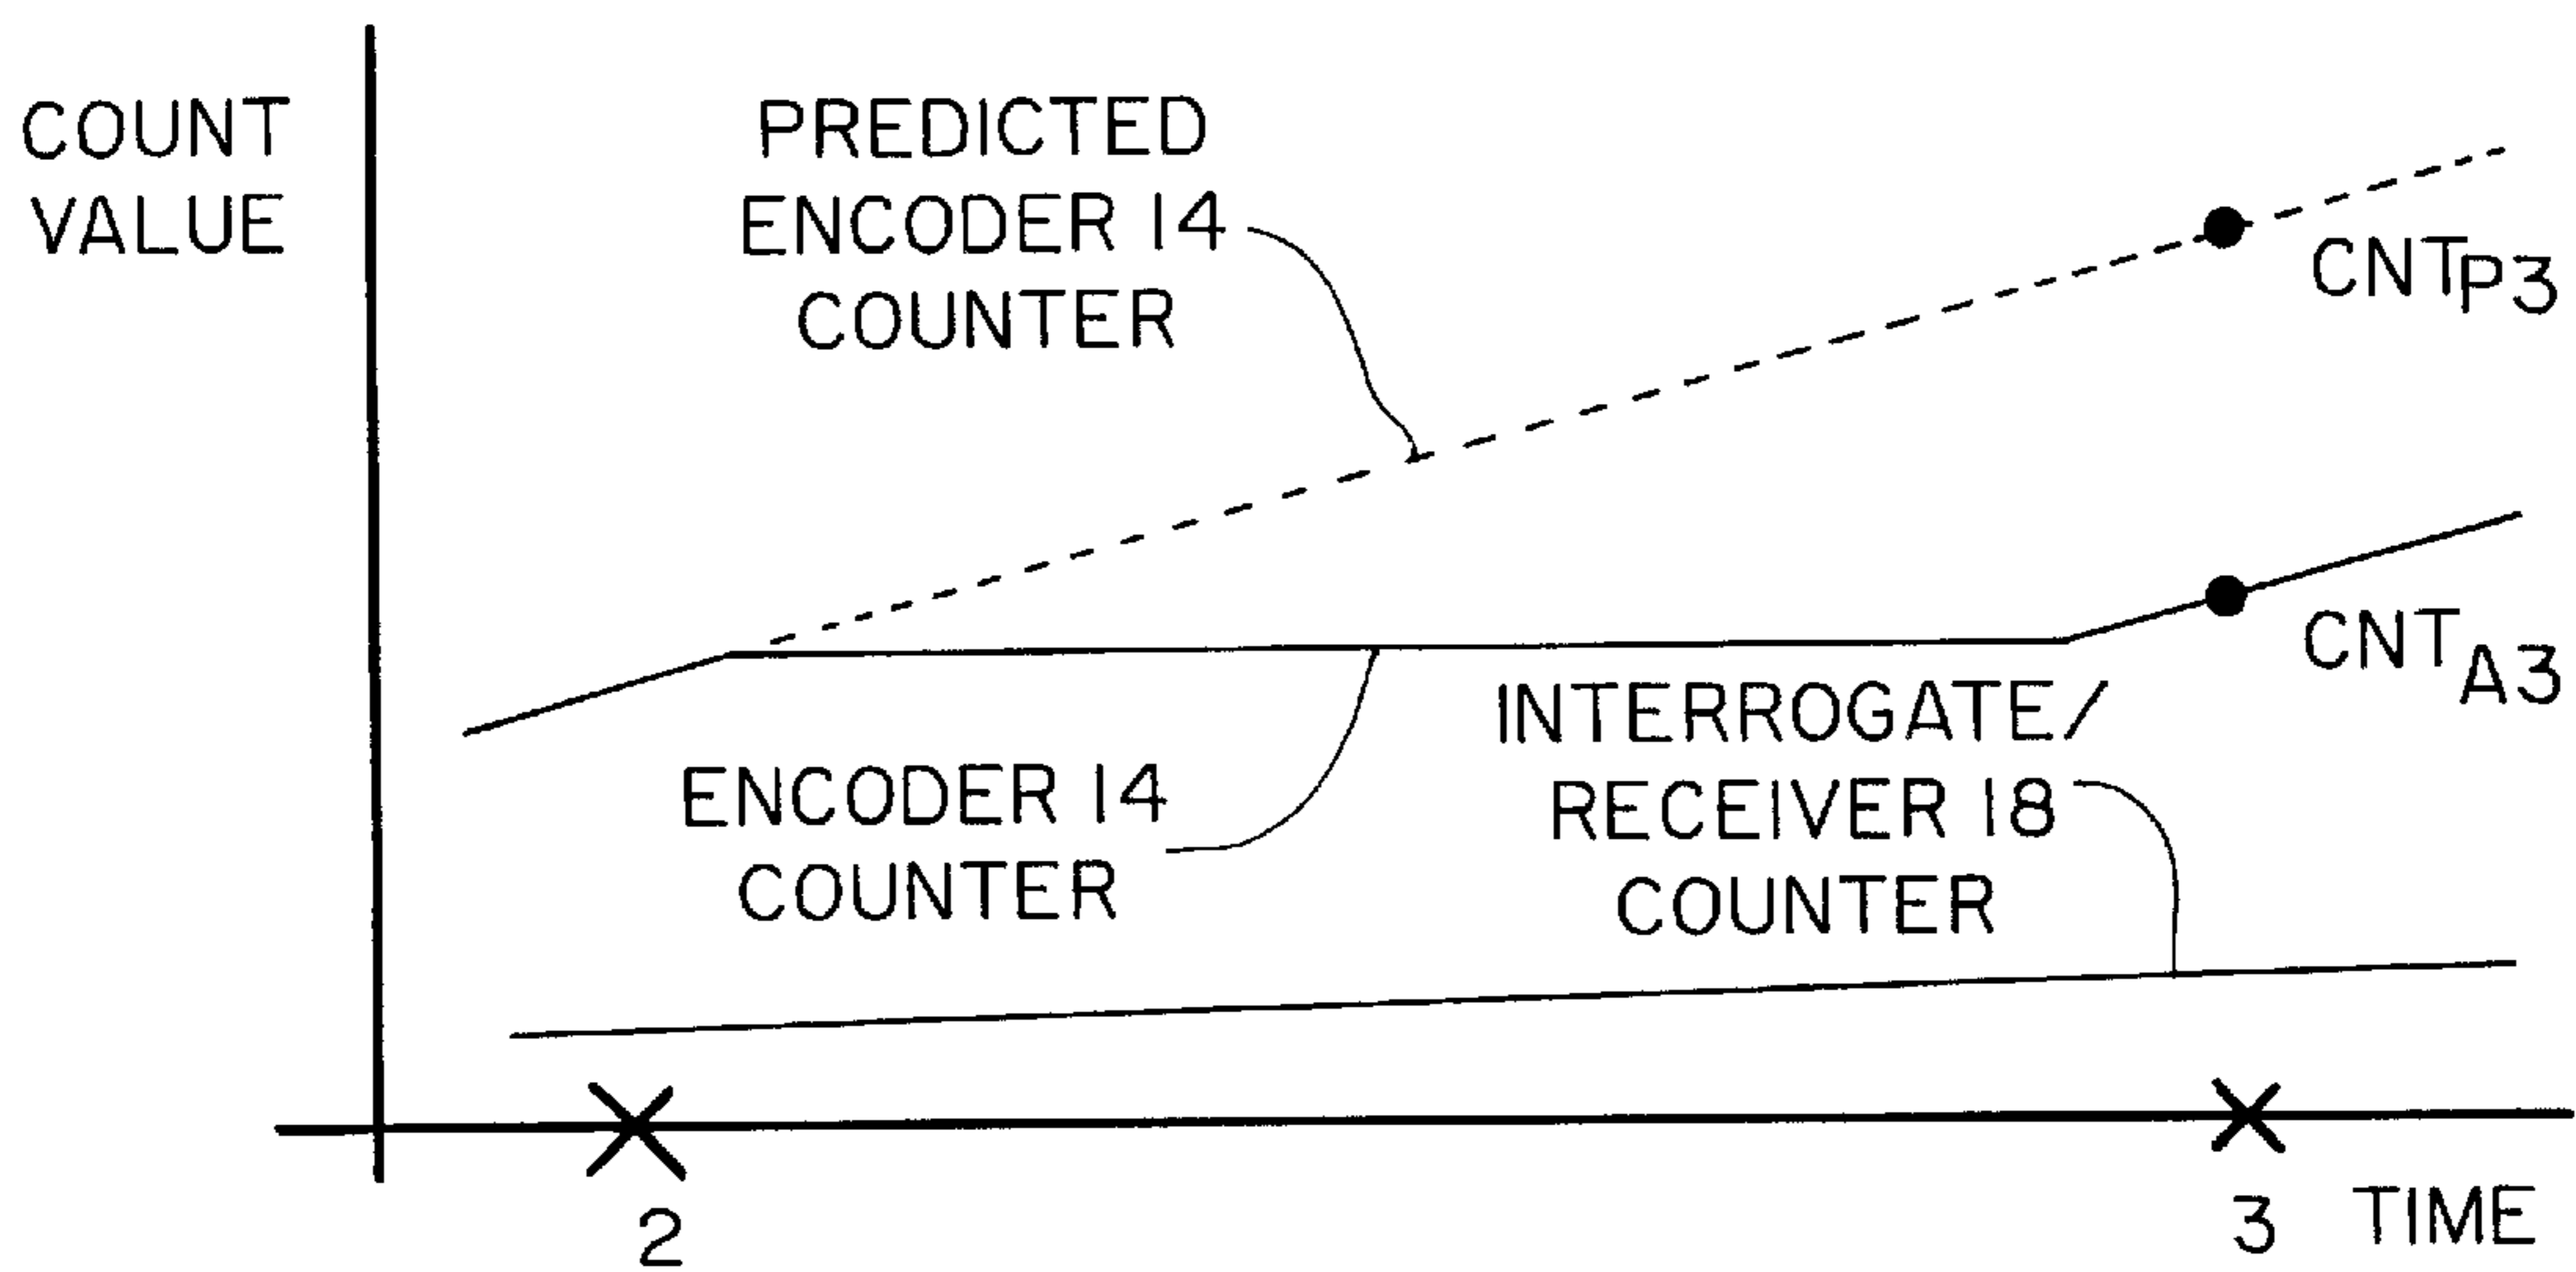 COUNT
VALUE
PREDICTED
ENCODER 14
COUNTER
CNTP3
CNTA3
ENCODER 14
COUNTER
INTERROGATE/
RECEIVER 18
COUNTER
2
3
TIME